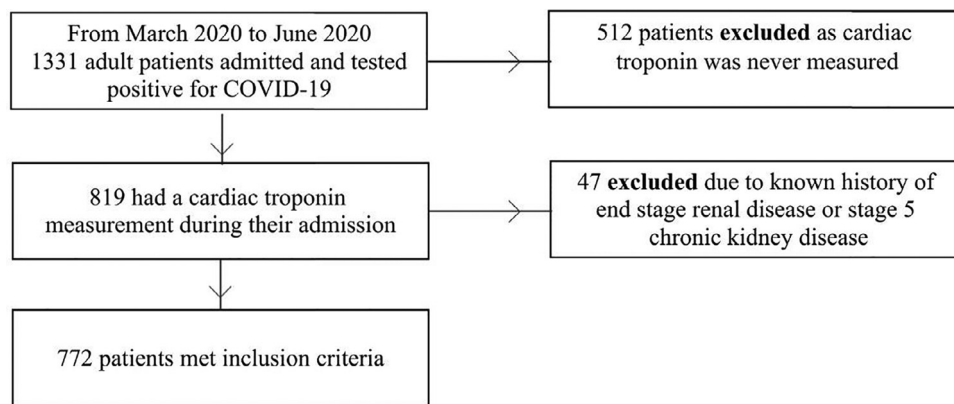 From March 2020 to June 2020
1331 adult patients admitted and tested
positive for COVID-19
512 patients excluded as cardiac
troponin was never measured
819 had a cardiac troponin
measurement during their admission
47 excluded due to known history of
end stage renal disease or stage 5
chronic kidney disease
772 patients met inclusion criteria